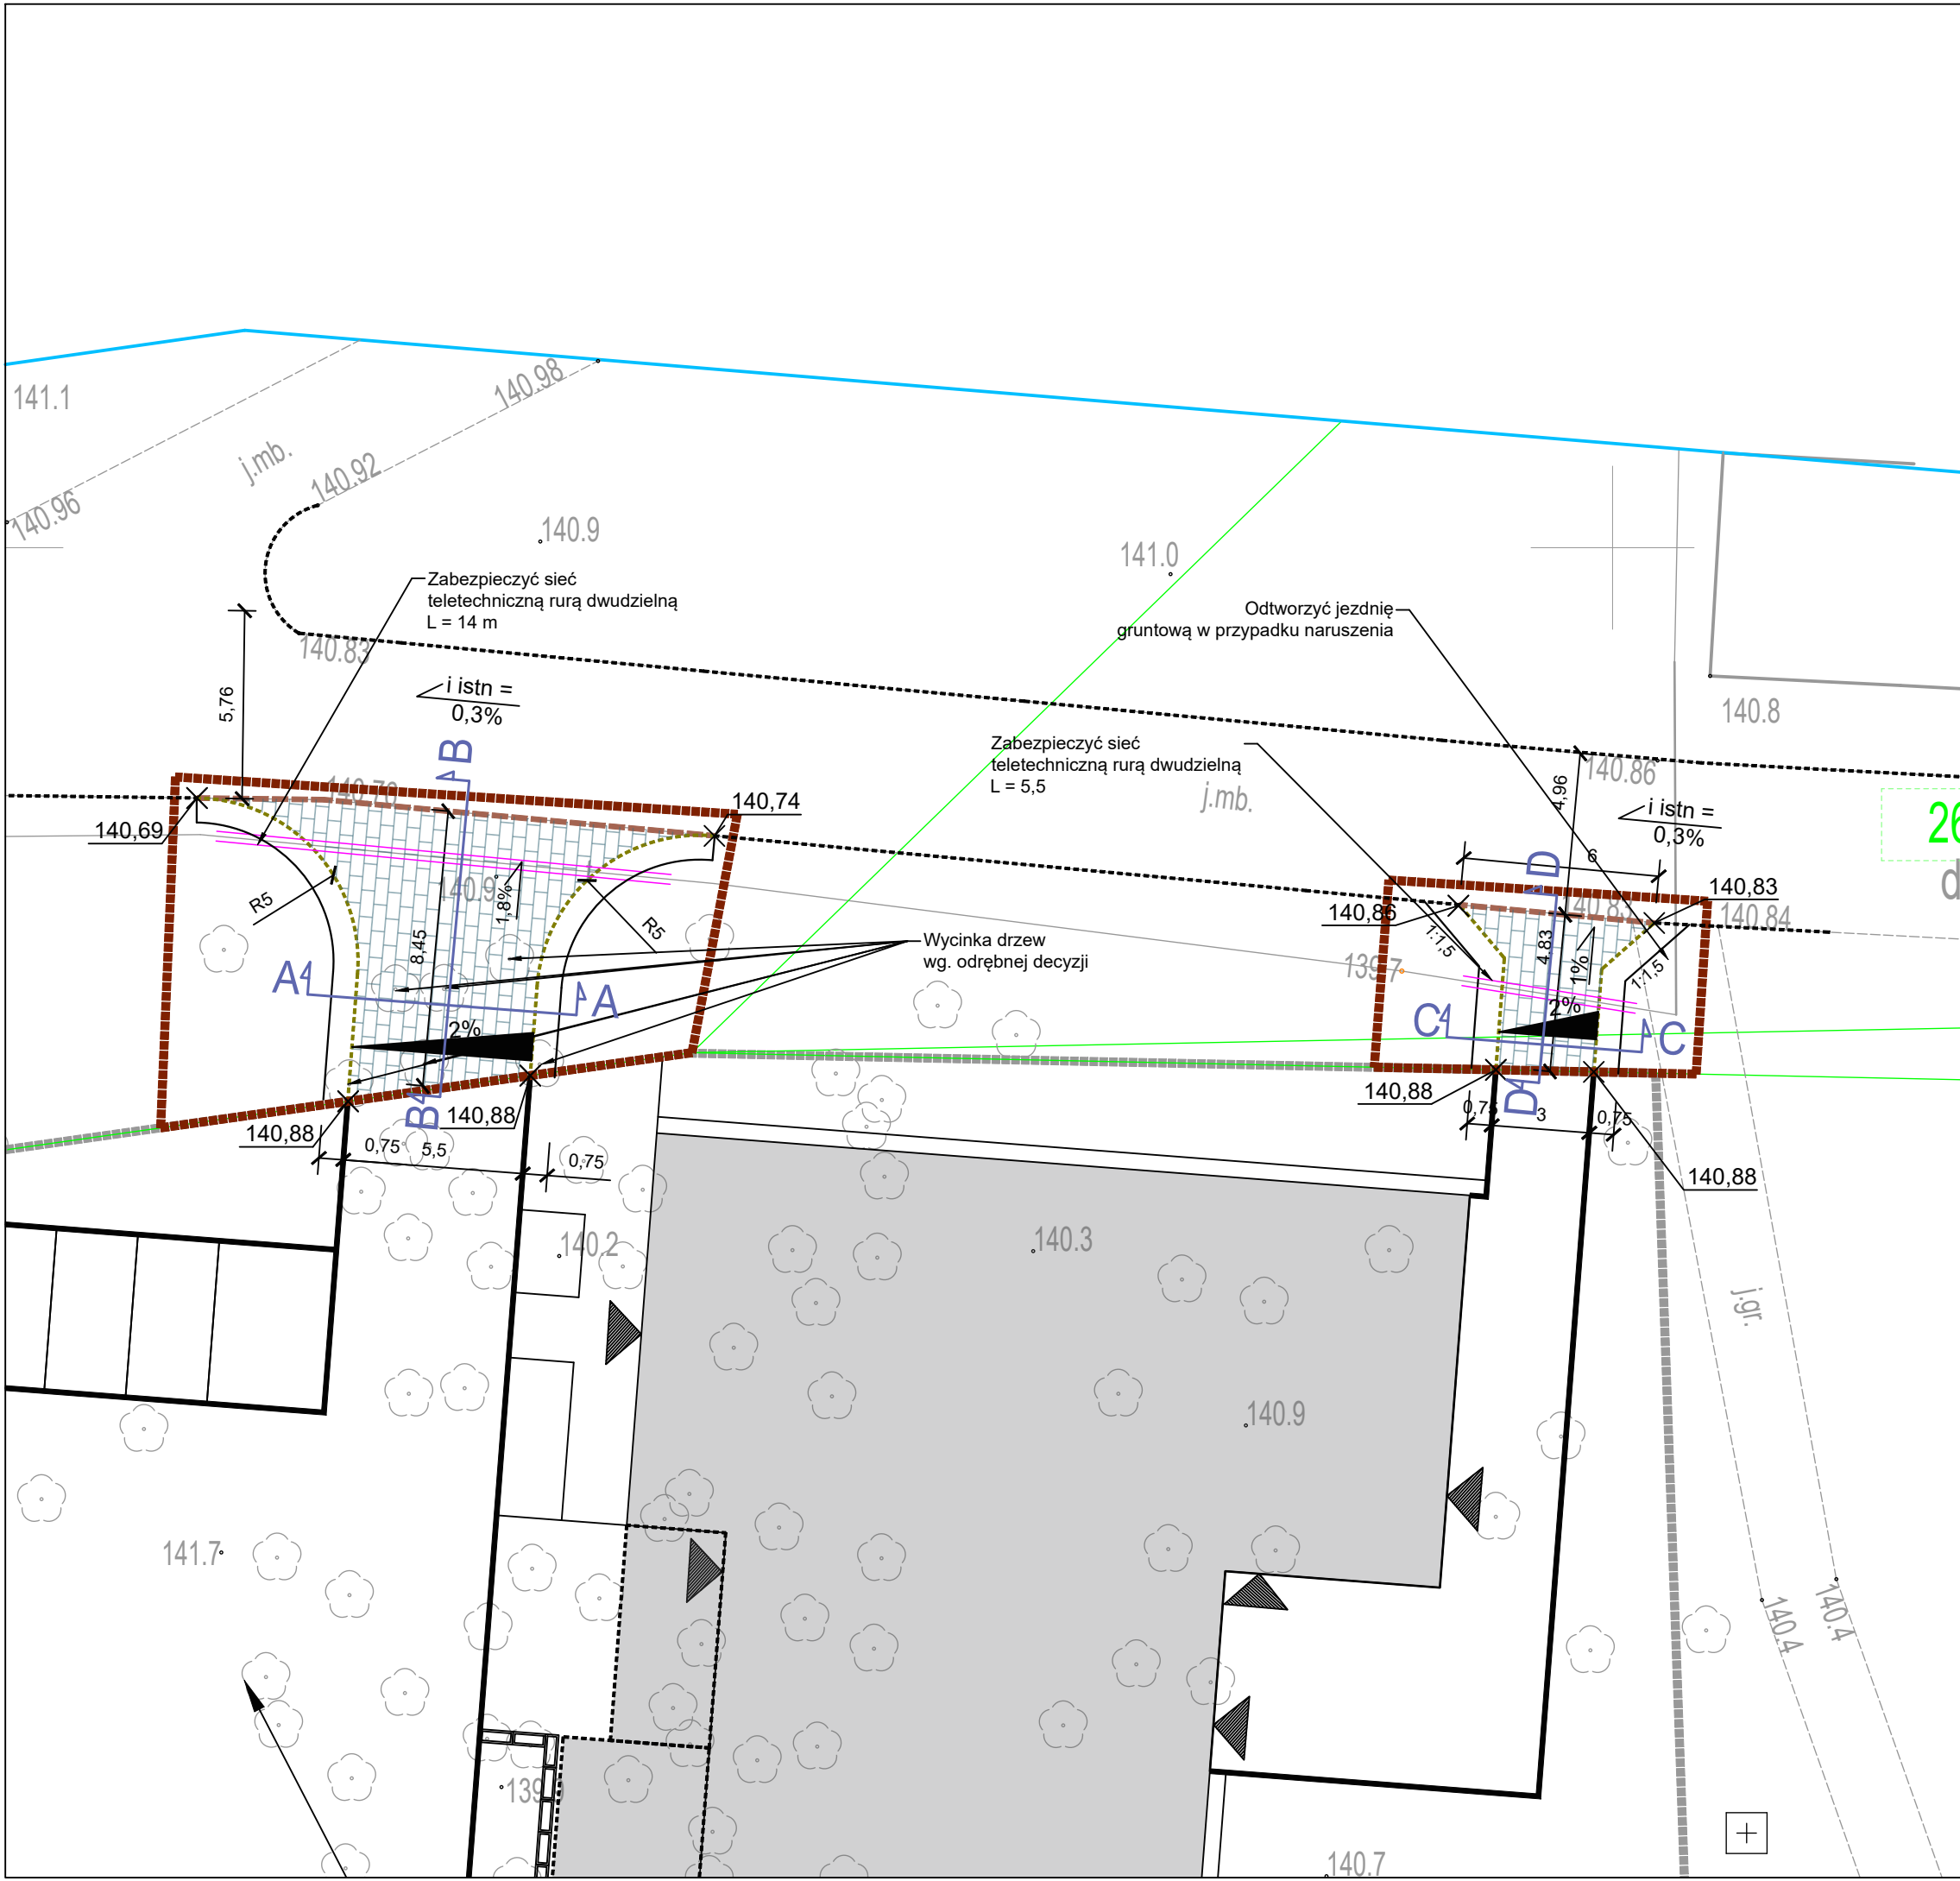 141.1
140.98
j.mb.
140.92
140.96
140.9
141.0
Zabezpieczyć sieć
teletechniczną rurą dwudzielną
L = 14 m
Odtworzyć jezdnię
gruntową w przypadku naruszenia
140.83
5,76
i istn =
0,3%
140.8
B
Zabezpieczyć sieć
teletechniczną rurą dwudzielną
L = 5,5
140.86
4,96
j.mb.
i istn =
0,3%
26
140,74
140,69
6
D
140,83
d
140.9
1,8%
R5
R5
8,45
140,86
140.84
1:1,5
4,83
1%
1:1,5
Wycinka drzew
wg. odrębnej decyzji
139.7
A
A
2%
2%
C
C
B
140,88
140,88
140,88
D
0,75
3
0,75
0,75
5,5
0,75
140,88
140.2
140.3
j.gr.
140.9
141.7
140.4
140.4
140.7